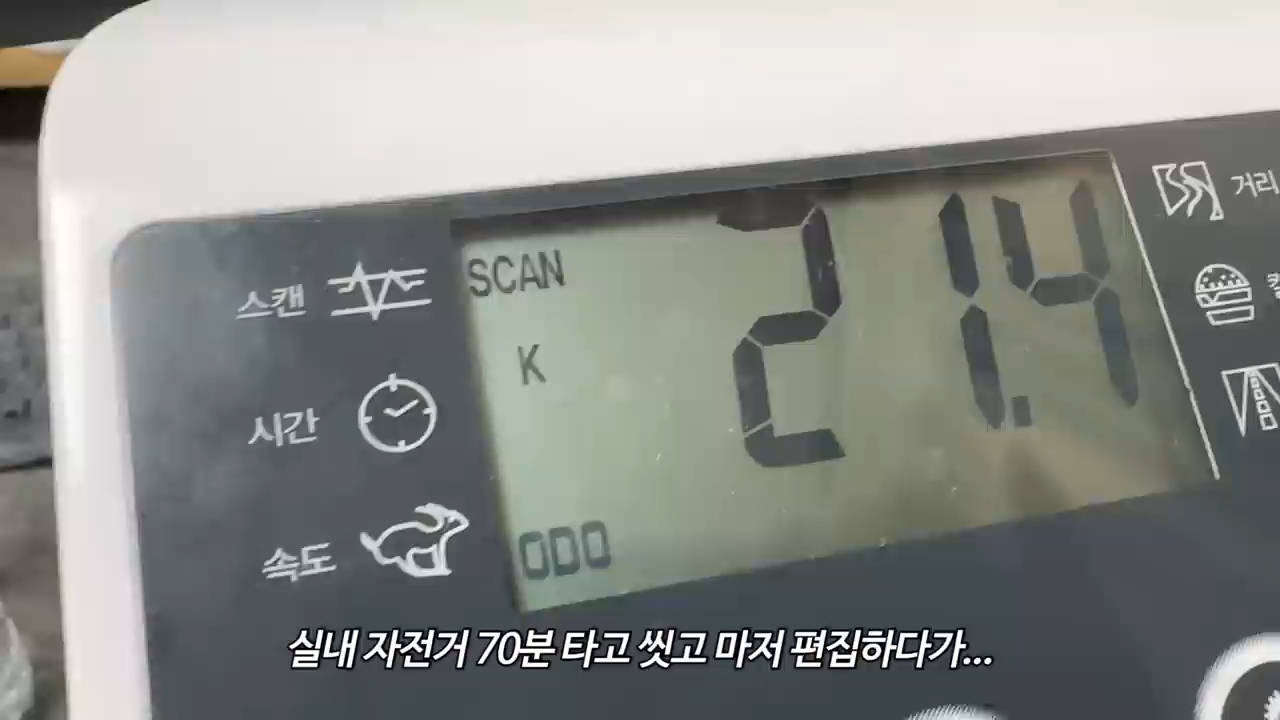 거리
스캔
SCAN
21.4
K
시간
속도
ODO
실내 자전거 70분 타고 씻고 마저 편집하다가...